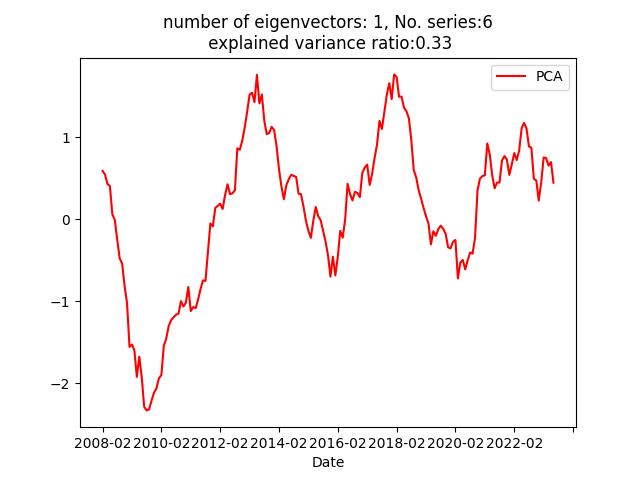 number of eigenvectors: 1, No. series:6
explained variance ratio:0.33
PCA
1
0
−1
−2
2008-02 2010-02 2012-02 2014-02 2016-02 2018-02 2020-02 2022-02
Date